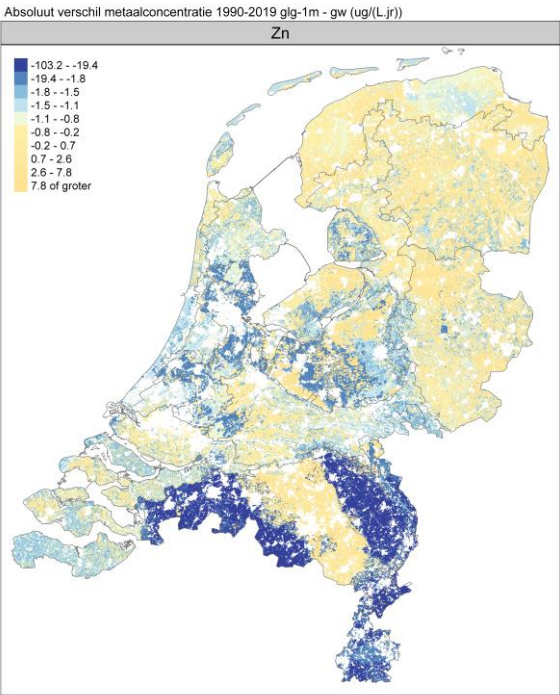 Absoluut verschil metaalconcentratie 1990-2019 glg-1m - gw (ug/(L.jr))
Zn
-103.2 - -19.4
-19.4 - -1.8
-1.8 - -1.5
-1.5 - -1.1
-1.1 - -0.8
-0.8 - -0.2
-0.2 - 0.7
0.7 - 2.6
2.6 - 7.8
7.8 of groter